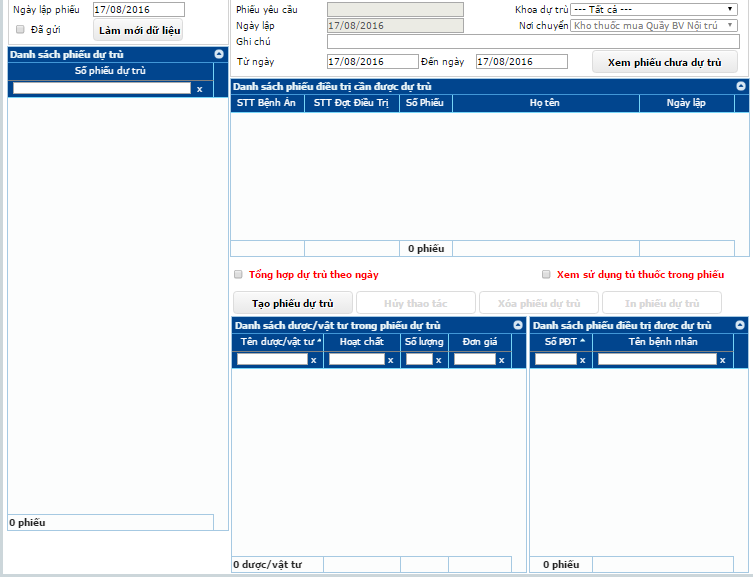 Ngày lập phiếu 17/08/2016
Đã gửi Làm mới dữ liệu
Danh sách phiếu dự trù
Số phiếu dự trù
x
0 phiếu
Phiếu yêu cầu Khoa dự trù --- Tất cả ---
Ngày lập 17/08/2016 Nơi chuyển Kho thuốc mua Quầy BV Nội trú
Ghi chú
Từ ngày 17/08/2016 Đến ngày 17/08/2016 Xem phiếu chưa dự trù
Danh sách phiếu điều trị cần được dự trù
STT Bệnh Án STT Đợt Điều Trị Số Phiếu Họ tên Ngày lập
0 phiếu
Tổng hợp dự trù theo ngày Xem sử dụng tủ thuốc trong phiếu
Tạo phiếu dự trù Hủy thao tác Xóa phiếu dự trù In phiếu dự trù
Danh sách dược/vật tư trong phiếu dự trù
Tên dược/vật tư Hoạt chất Số lượng Đơn giá
x x x x
0 dược/vật tư
Danh sách phiếu điều trị được dự trù
Số PĐT Tên bệnh nhân
x x
0 phiếu